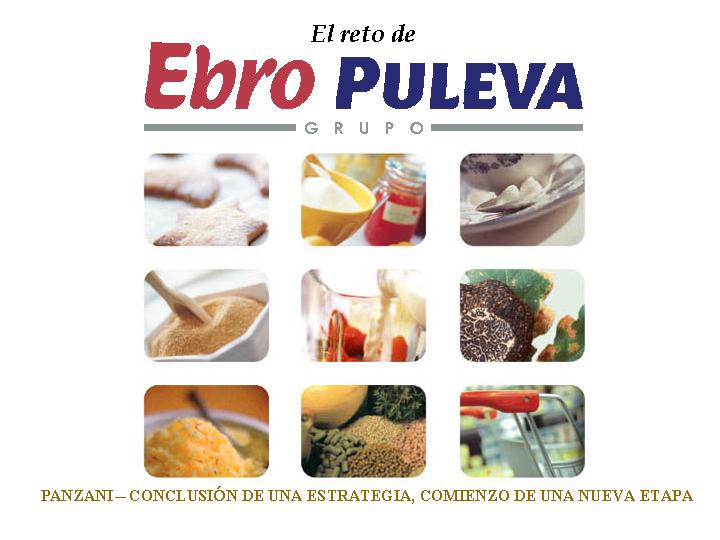 El reto de
Ebro PULEVA
GRUPO
PANZANI – CONCLUSIÓN DE UNA ESTRATEGIA, COMIENZO DE UNA NUEVA ETAPA